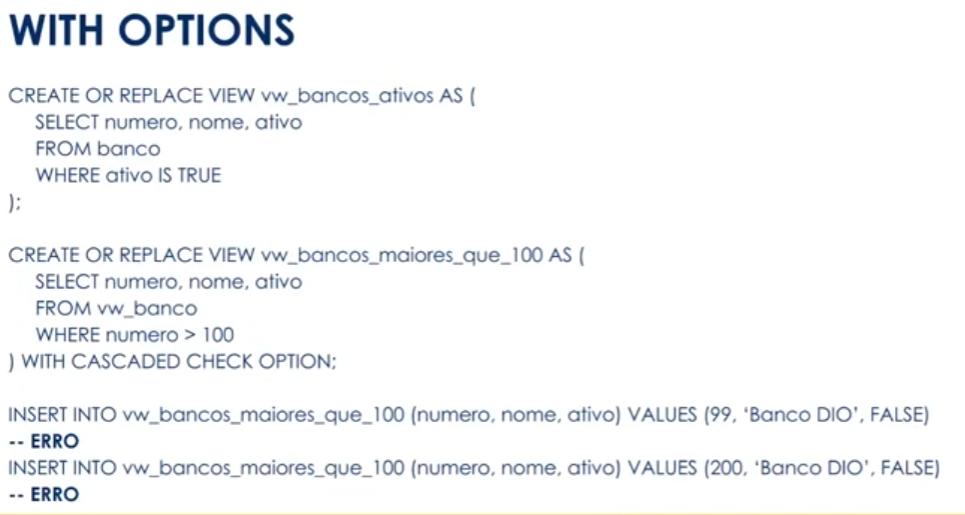 WITH OPTIONS
CREATE OR REPLACE VIEW vw_bancos_ativos AS (
SELECT numero, nome, ativo
FROM banco
WHERE ativo IS TRUE
);
CREATE OR REPLACE VIEW vw_bancos_maiores_que_100 AS (
SELECT numero, nome, ativo
FROM vw_banco
WHERE numero > 100
) WITH CASCADED CHECK OPTION;
INSERT INTO vw_bancos_maiores_que_100 (numero, nome, ativo) VALUES (99, ‘Banco DIO’, FALSE)
-- ERRO
INSERT INTO vw_bancos_maiores_que_100 (numero, nome, ativo) VALUES (200, ‘Banco DIO’, FALSE)
-- ERRO